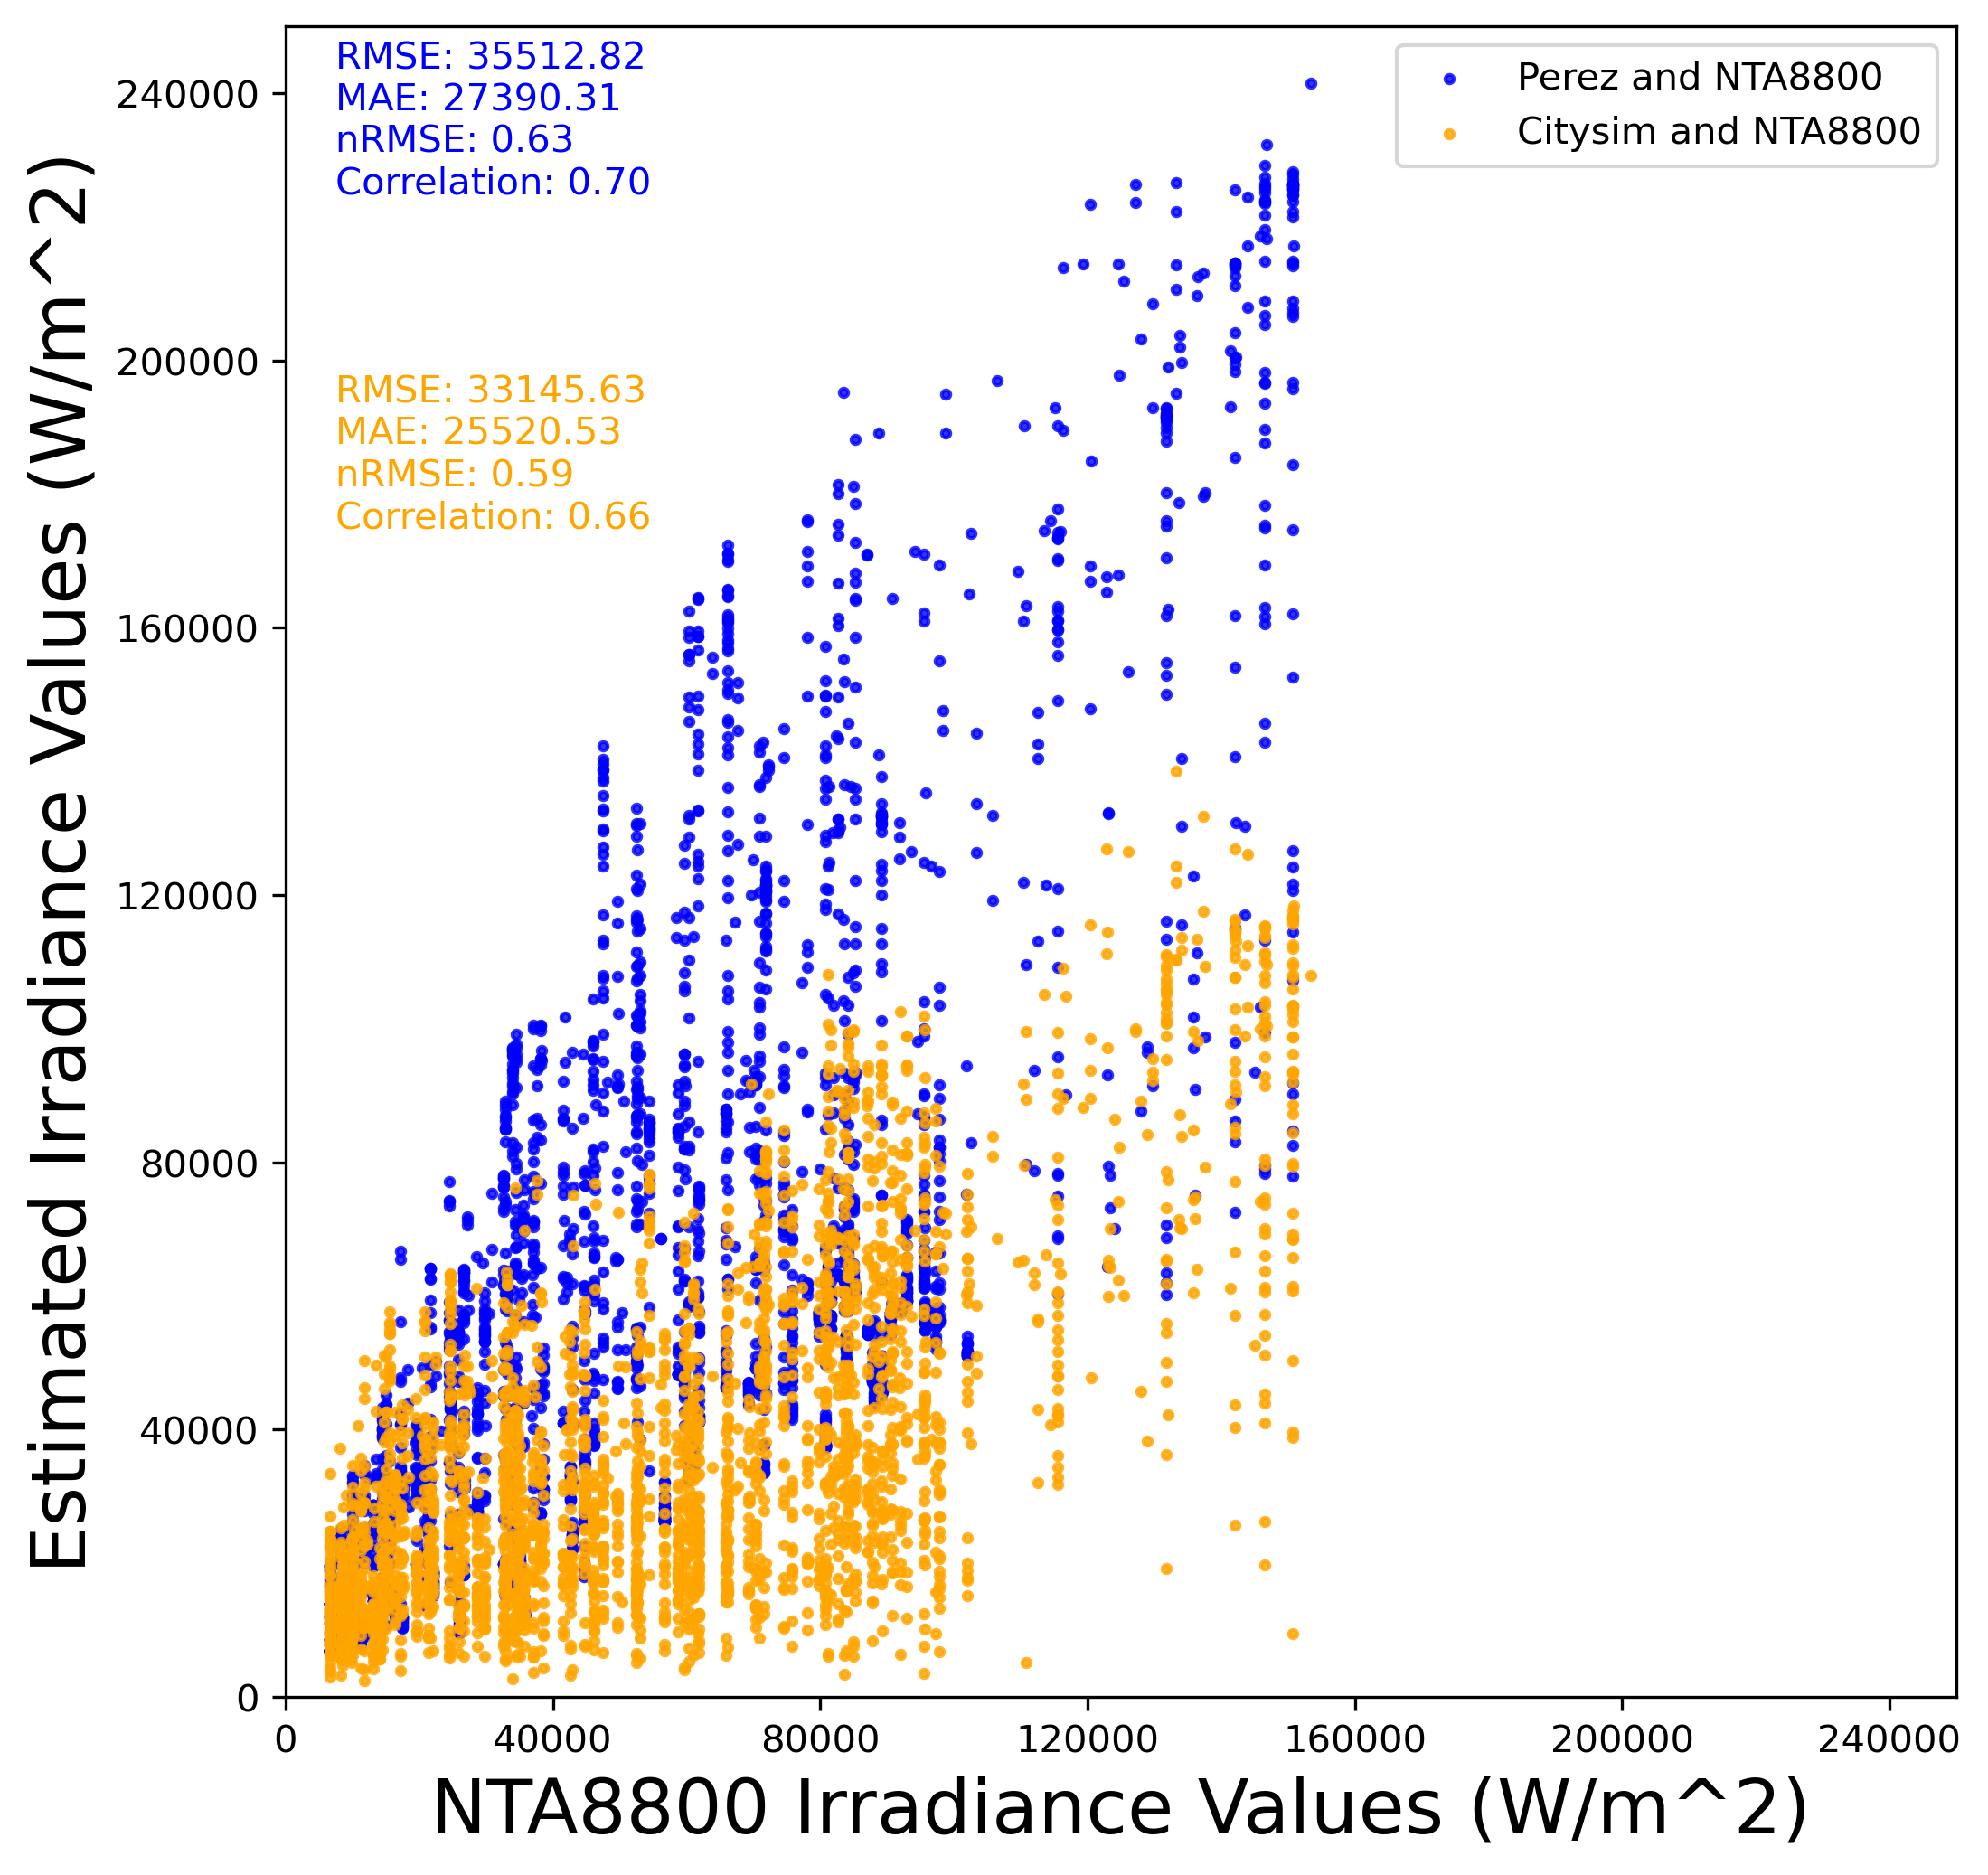 RMSE: 35512.82
MAE: 27390.31
nRMSE: 0.63
Correlation: 0.70
Perez and NTA8800
Citysim and NTA8800
RMSE: 33145.63
MAE: 25520.53
nRMSE: 0.59
Correlation: 0.66
Estimated Irradiance Values (W/m^2)
240000
200000
160000
120000
80000
40000
0
0 40000 80000 120000 160000 200000 240000
NTA8800 Irradiance Values (W/m^2)